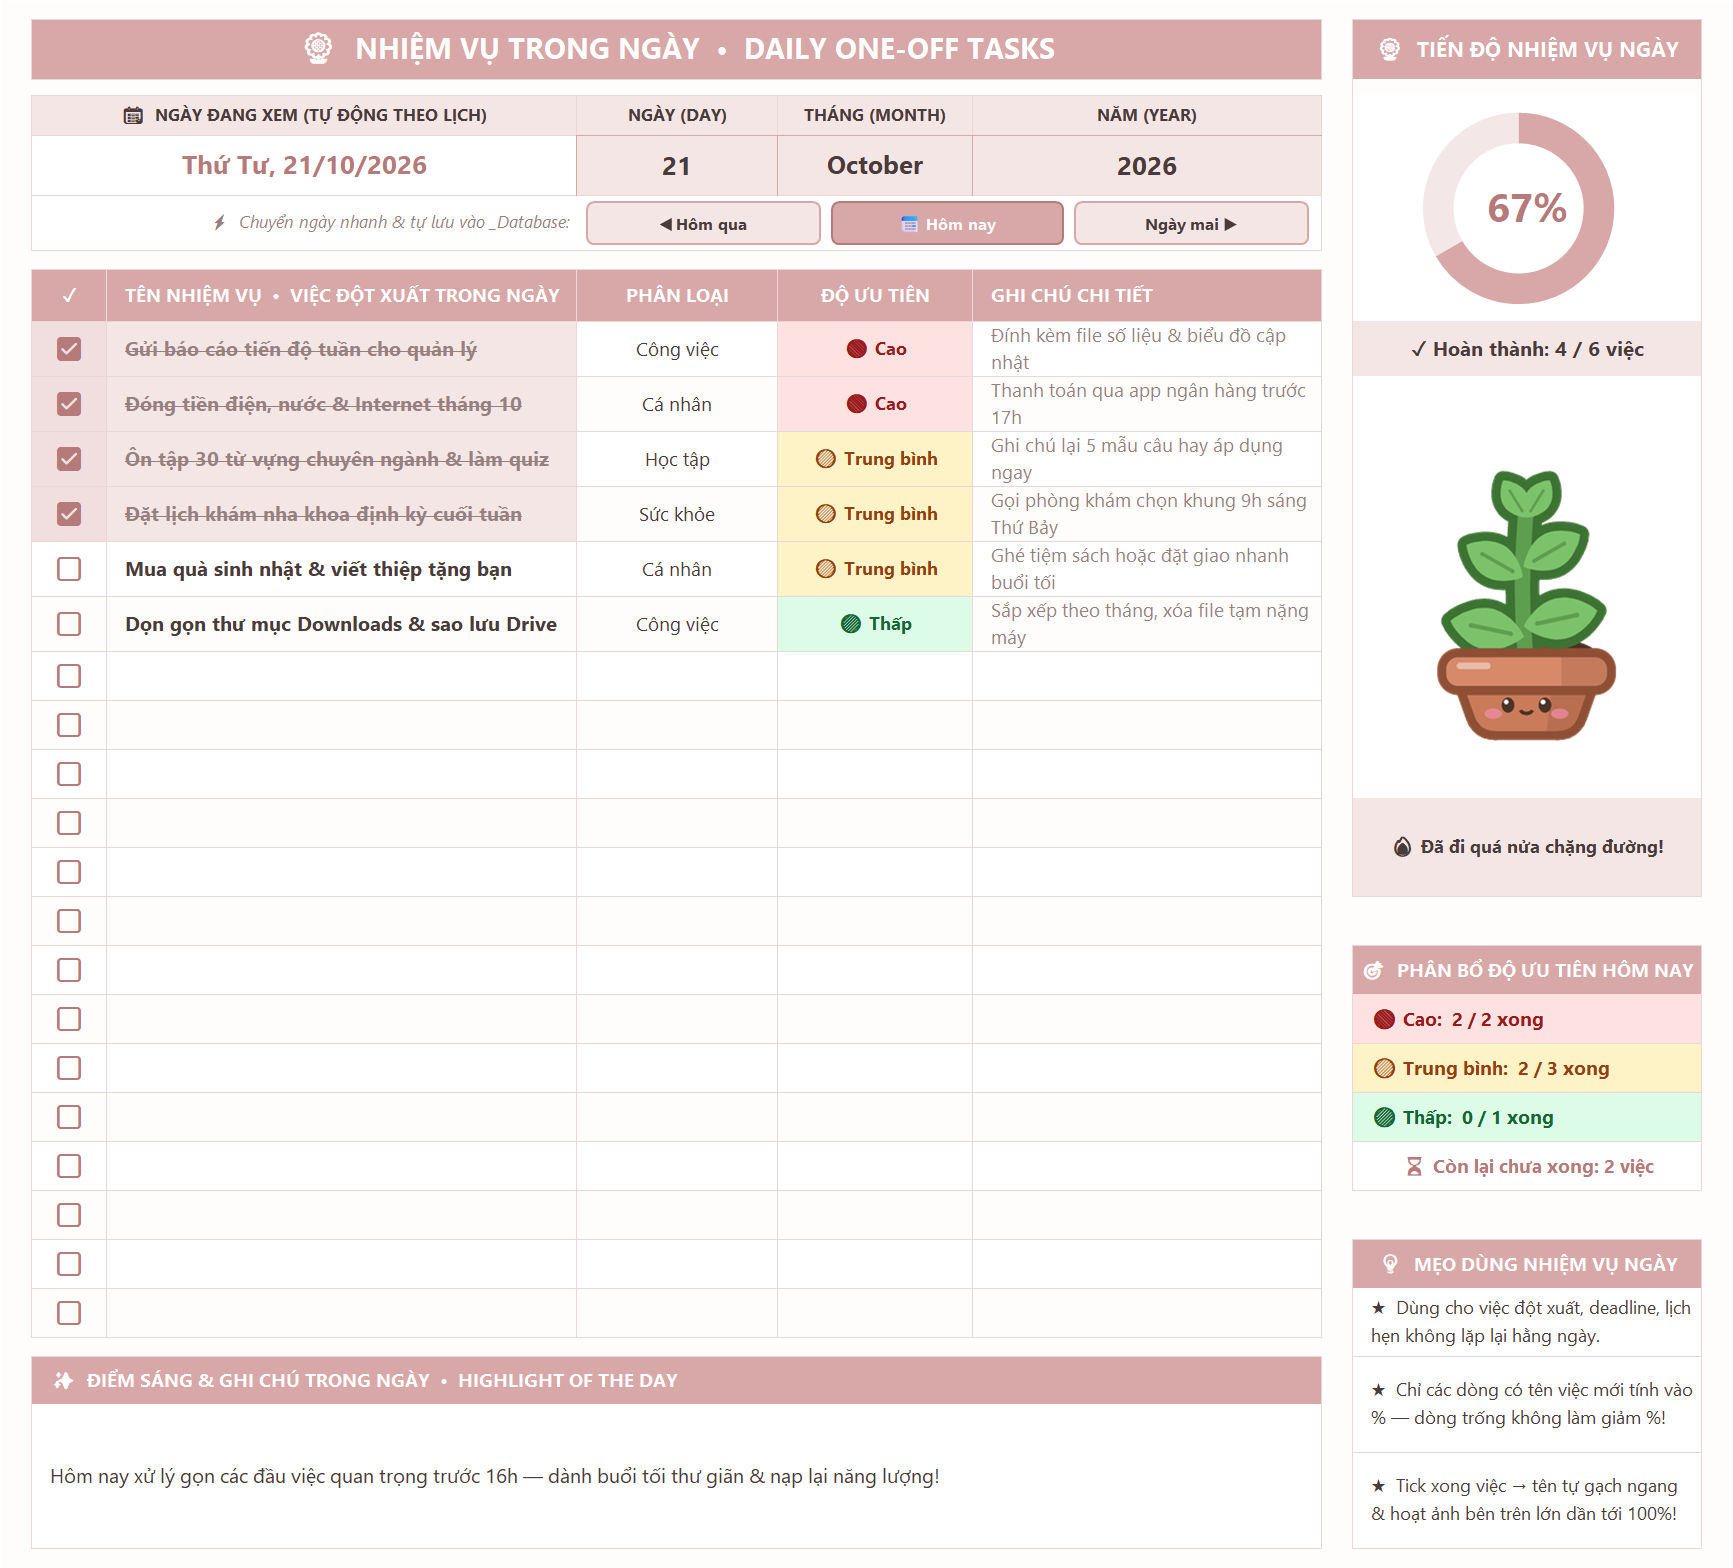 NHIỆM VỤ TRONG NGÀY • DAILY ONE-OFF TASKS
NGÀY ĐANG XEM (TỰ ĐỘNG THEO LỊCH)
NGÀY (DAY)
THÁNG (MONTH)
NĂM (YEAR)
Thứ Tư, 21/10/2026
21
October
2026
Chuyển ngày nhanh & tự lưu vào _Database:
◀ Hôm qua
Hôm nay
Ngày mai ▶
✓
TÊN NHIỆM VỤ • VIỆC ĐỘT XUẤT TRONG NGÀY
PHÂN LOẠI
ĐỘ ƯU TIÊN
GHI CHÚ CHI TIẾT
Gửi báo cáo tiến độ tuần cho quản lý
Công việc
Cao
Đính kèm file số liệu & biểu đồ cập
nhật
Đóng tiền điện, nước & Internet tháng 10
Cá nhân
Cao
Thanh toán qua app ngân hàng trước
17h
Ôn tập 30 từ vựng chuyên ngành & làm quiz
Học tập
Trung bình
Ghi chú lại 5 mẫu câu hay áp dụng
ngay
Đặt lịch khám nha khoa định kỳ cuối tuần
Sức khỏe
Trung bình
Gọi phòng khám chọn khung 9h sáng
Thứ Bảy
Mua quà sinh nhật & viết thiệp tặng bạn
Cá nhân
Trung bình
Ghé tiệm sách hoặc đặt giao nhanh
buổi tối
Dọn gọn thư mục Downloads & sao lưu Drive
Công việc
Thấp
Sắp xếp theo tháng, xóa file tạm nặng
máy
ĐIỂM SÁNG & GHI CHÚ TRONG NGÀY • HIGHLIGHT OF THE DAY
Hôm nay xử lý gọn các đầu việc quan trọng trước 16h — dành buổi tối thư giãn & nạp lại năng lượng!
TIẾN ĐỘ NHIỆM VỤ NGÀY
67%
✓ Hoàn thành: 4 / 6 việc
Đã đi quá nửa chặng đường!
PHÂN BỔ ĐỘ ƯU TIÊN HÔM NAY
Cao: 2 / 2 xong
Trung bình: 2 / 3 xong
Thấp: 0 / 1 xong
Còn lại chưa xong: 2 việc
MẸO DÙNG NHIỆM VỤ NGÀY
★ Dùng cho việc đột xuất, deadline, lịch
hẹn không lặp lại hằng ngày.
★ Chỉ các dòng có tên việc mới tính vào
% — dòng trống không làm giảm %!
★ Tick xong việc → tên tự gạch ngang
& hoạt ảnh bên trên lớn dần tới 100%!